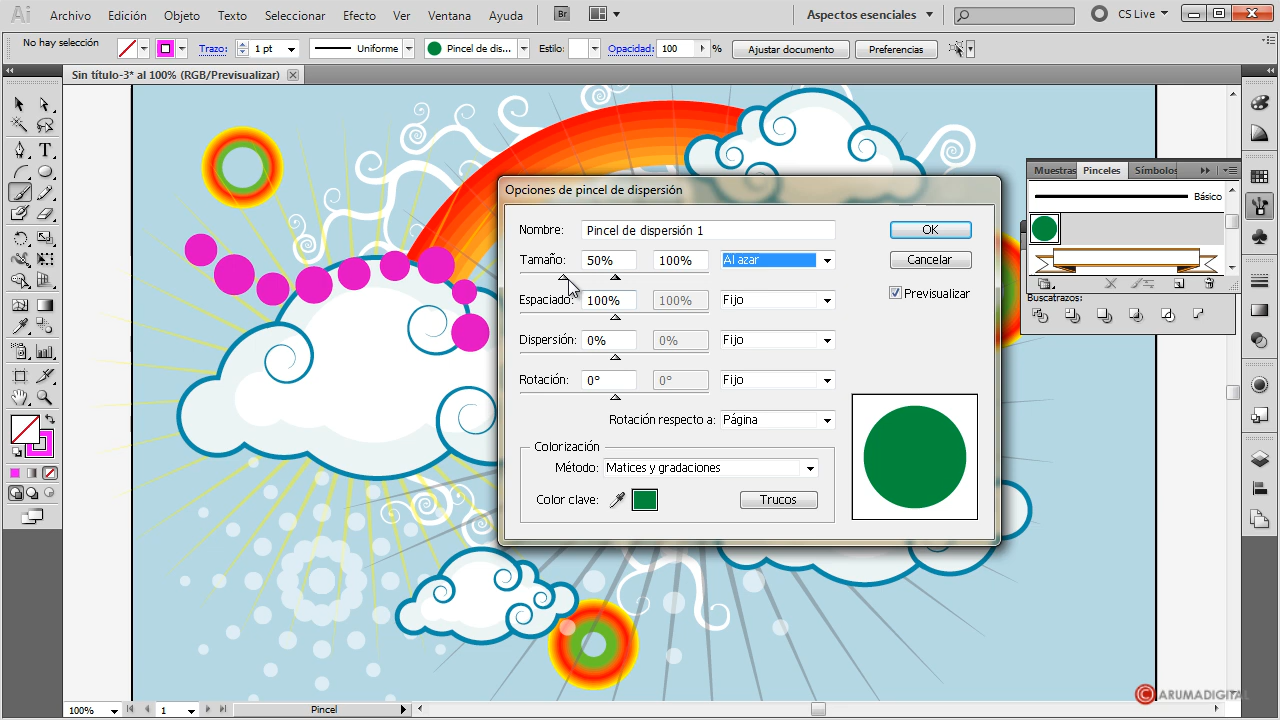 Ai Archivo Edición Objeto Texto Seleccionar Efecto Ver Ventana Ayuda Br Aspectos esenciales CS Live
No hay selección Trazo: 1 pt Uniforme Pincel de dis... Estilo: Opacidad: 100 % Ajustar documento Preferencias
Sin título-3* al 100% (RGB/Previsualizar)
Muestras Pinceles Símbolos
Básico
Buscatrazos:
Opciones de pincel de dispersión
Nombre: Pincel de dispersión 1 OK
Tamaño: 50% 100% Al azar Cancelar
Espaciado: 100% 100% Fijo Previsualizar
Dispersión: 0% 0% Fijo
Rotación: 0° 0° Fijo
Rotación respecto a: Página
Colorización
Método: Matices y gradaciones
Color clave: Trucos
T
© ARUMADIGITAL
100% 1 Pincel